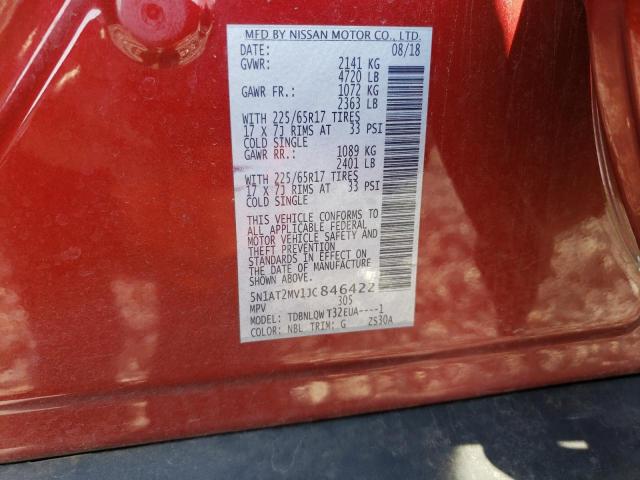 MFD BY NISSAN MOTOR CO., LTD.
DATE: 08/18
GVWR: 2141 KG
4720 LB
GAWR FR.: 1072 KG
2363 LB
WITH 225/65R17 TIRES
17 X 7J RIMS AT 33 PSI
COLD SINGLE
GAWR RR.: 1089 KG
2401 LB
WITH 225/65R17 TIRES
17 X 7J RIMS AT 33 PSI
COLD SINGLE
THIS VEHICLE CONFORMS TO
ALL APPLICABLE FEDERAL
MOTOR VEHICLE SAFETY AND
THEFT PREVENTION
STANDARDS IN EFFECT ON
THE DATE OF MANUFACTURE
SHOWN ABOVE.
5N1AT2MV1JC846422
MPV 305
MODEL: TDBNLQWT32EUA----1
COLOR: NBL TRIM: G ZS30A